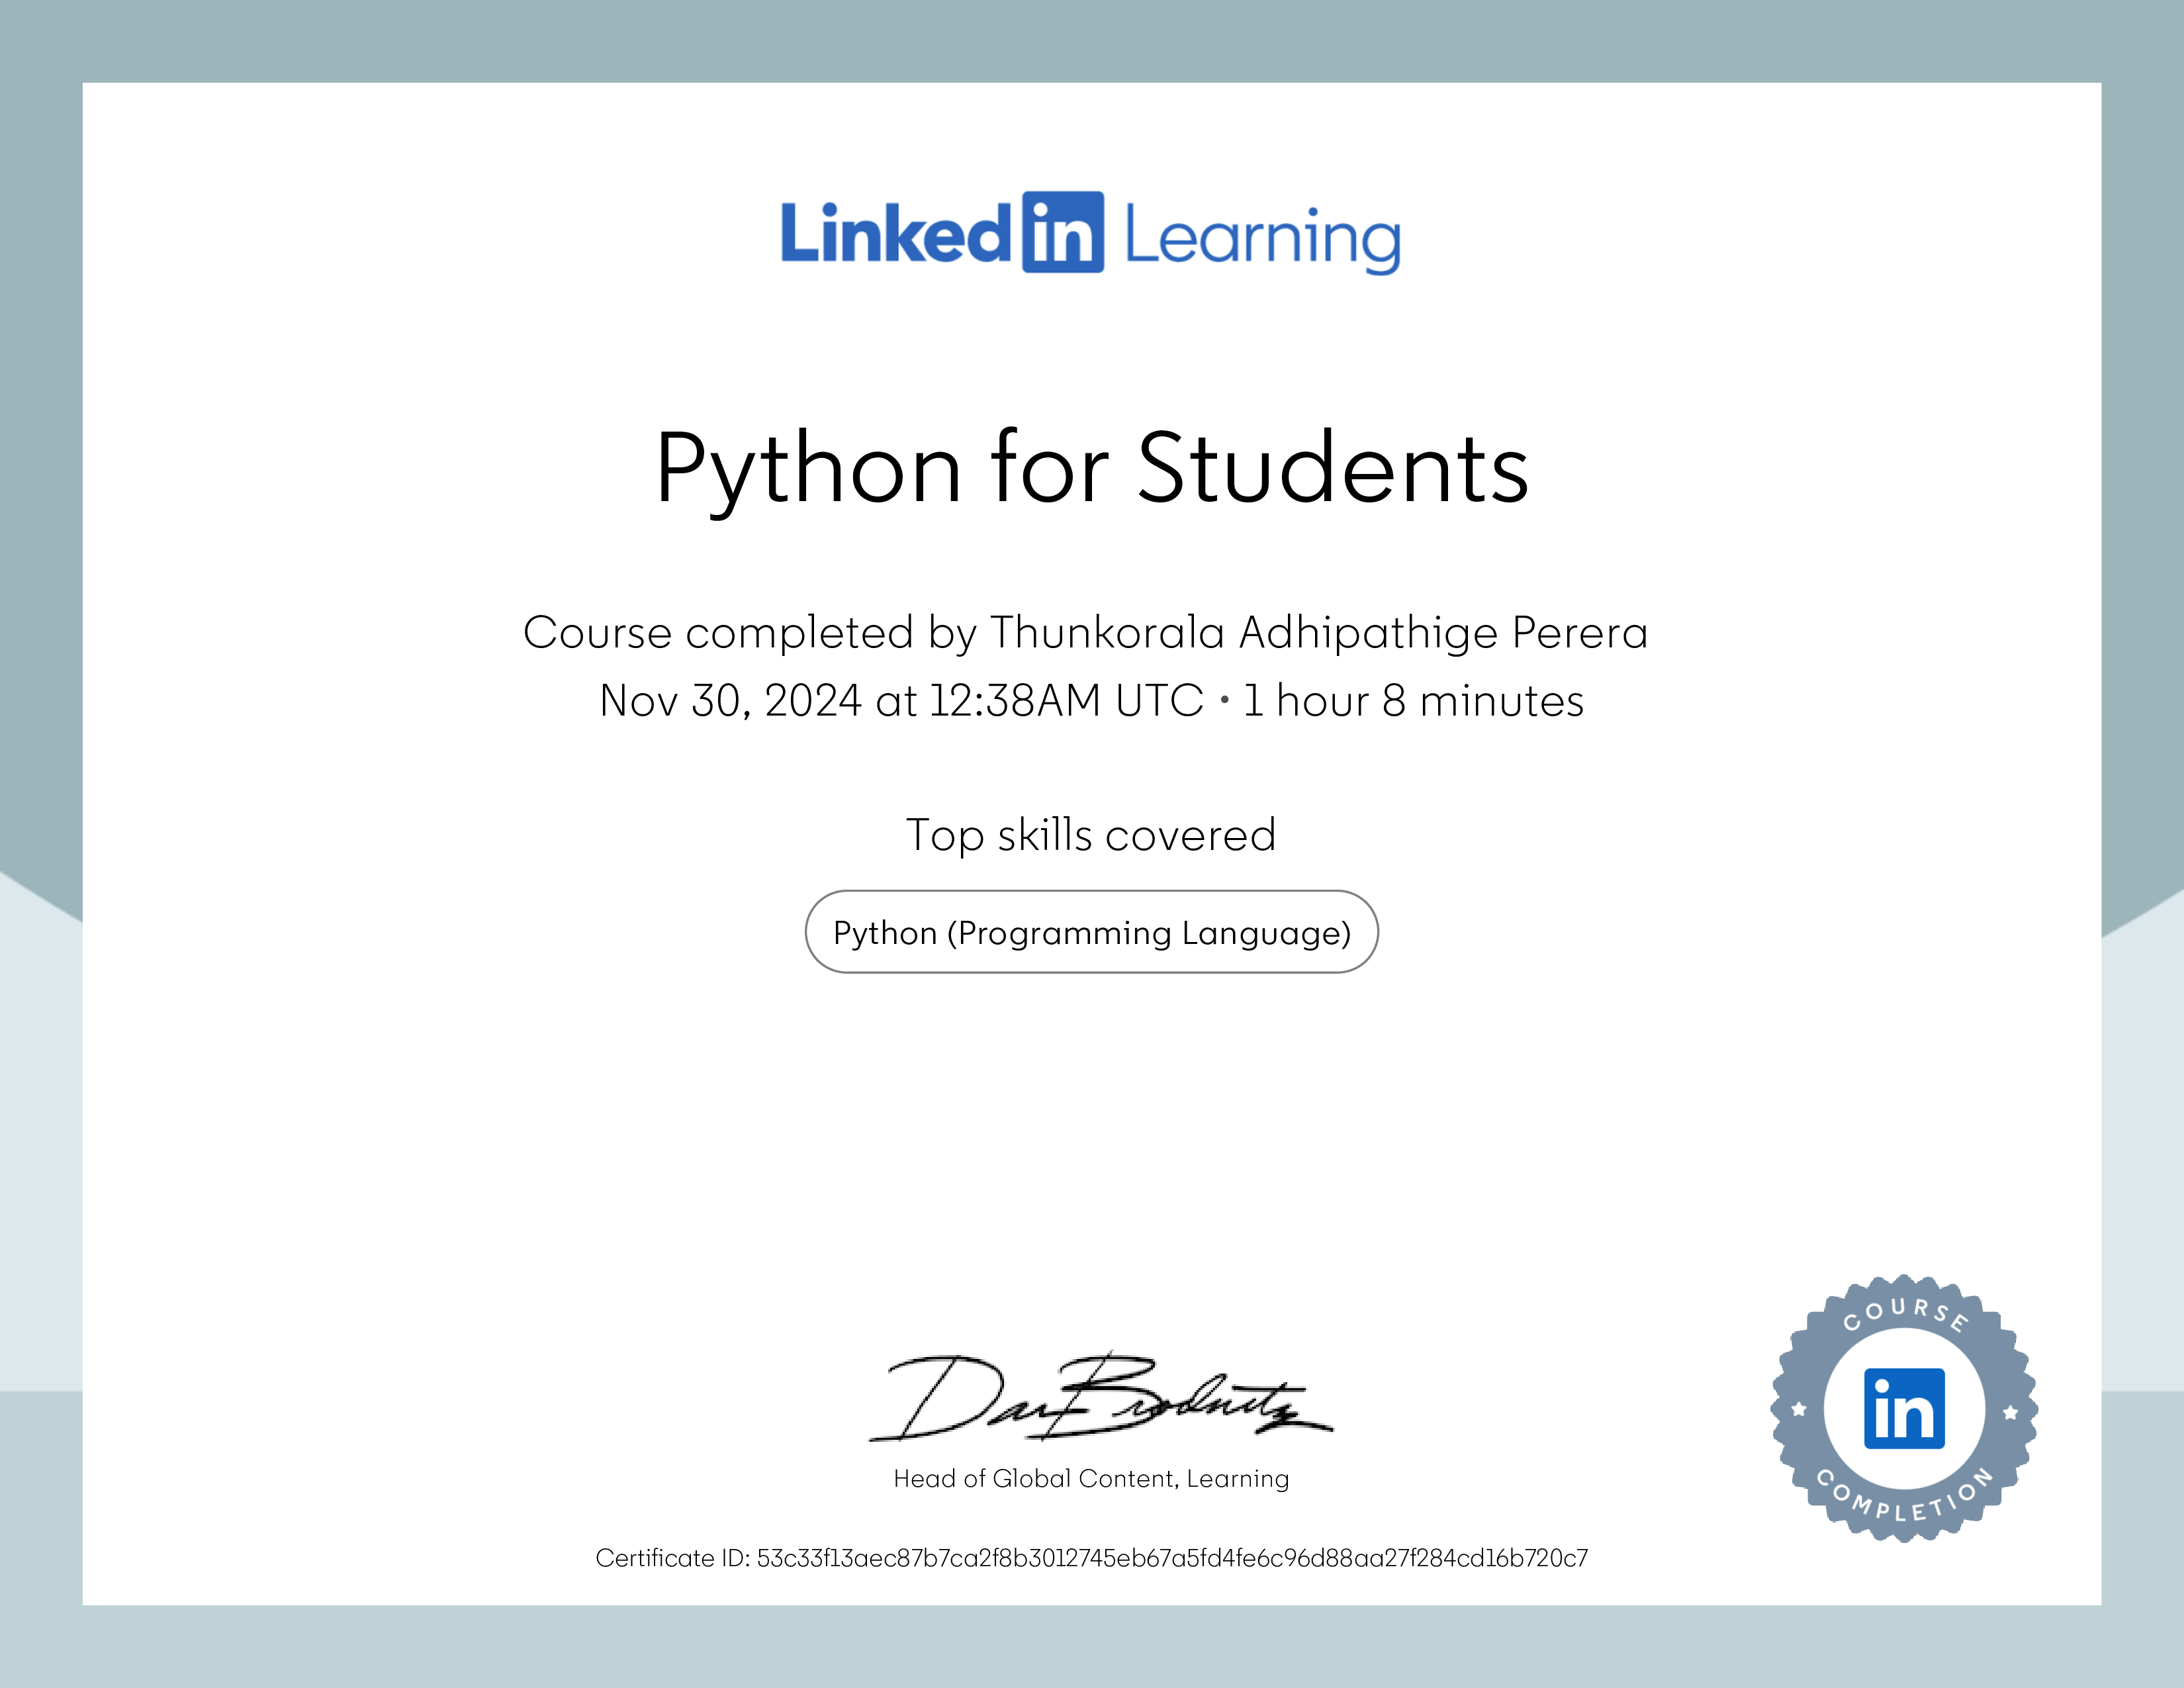 Linked in Learning
Python for Students
Course completed by Thunkorala Adhipathige Perera
Nov 30, 2024 at 12:38AM UTC • 1 hour 8 minutes
Top skills covered
Python (Programming Language)
Head of Global Content, Learning
Certificate ID: 53c33f13aec87b7ca2f8b3012745eb67a5fd4fe6c96d88aa27f284cd16b720c7
COURSE
in
COMPLETION